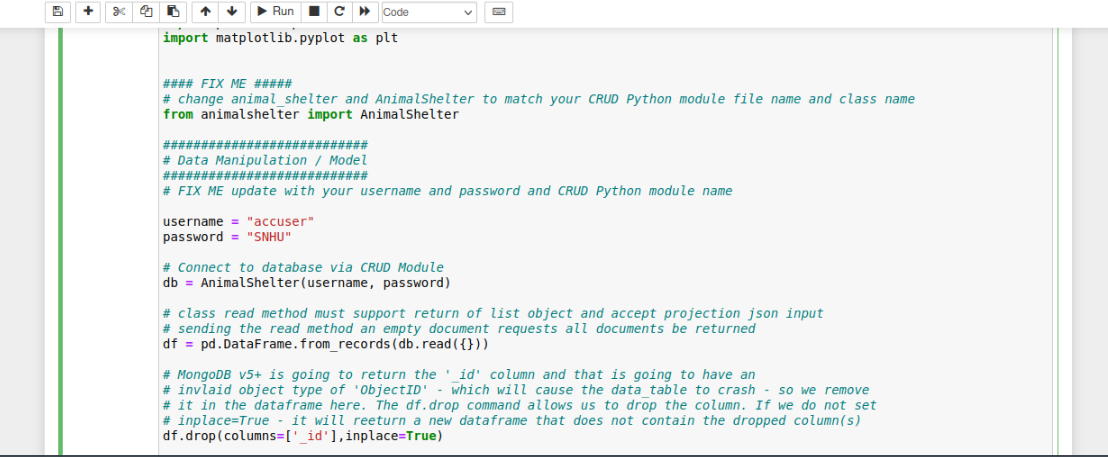 Run
Code
import matplotlib.pyplot as plt
#### FIX ME #####
# change animal_shelter and AnimalShelter to match your CRUD Python module file name and class name
from animalshelter import AnimalShelter
###########################
# Data Manipulation / Model
###########################
# FIX ME update with your username and password and CRUD Python module name
username = "accuser"
password = "SNHU"
# Connect to database via CRUD Module
db = AnimalShelter(username, password)
# class read method must support return of list object and accept projection json input
# sending the read method an empty document requests all documents be returned
df = pd.DataFrame.from_records(db.read({}))
# MongoDB v5+ is going to return the '_id' column and that is going to have an
# invlaid object type of 'ObjectID' - which will cause the data_table to crash - so we remove
# it in the dataframe here. The df.drop command allows us to drop the column. If we do not set
# inplace=True - it will reeturn a new dataframe that does not contain the dropped column(s)
df.drop(columns=['_id'],inplace=True)